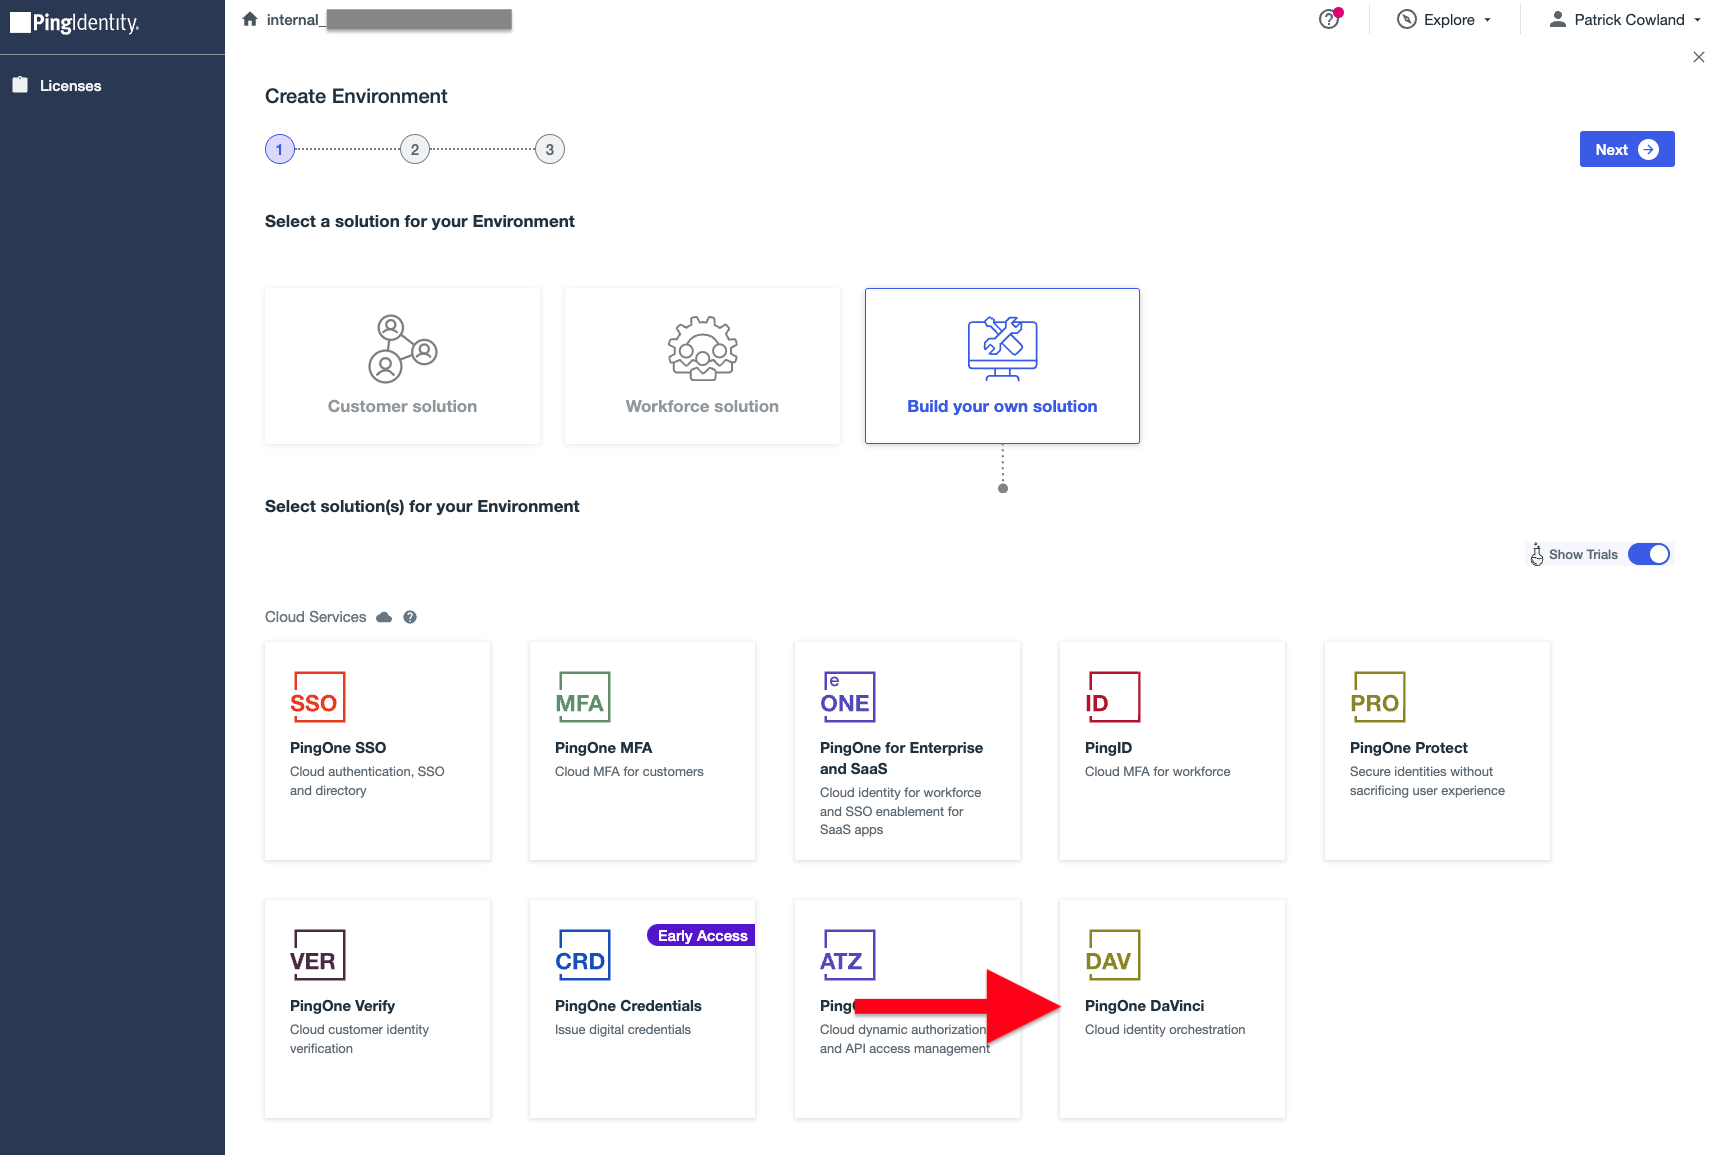 PingIdentity.
internal_
Explore
Patrick Cowland
Licenses
Create Environment
1
2
3
Next
Select a solution for your Environment
Customer solution
Workforce solution
Build your own solution
Select solution(s) for your Environment
Show Trials
Cloud Services
SSO
PingOne SSO
Cloud authentication, SSO
and directory
MFA
PingOne MFA
Cloud MFA for customers
e
ONE
PingOne for Enterprise
and SaaS
Cloud identity for workforce
and SSO enablement for
SaaS apps
ID
PingID
Cloud MFA for workforce
PRO
PingOne Protect
Secure identities without
sacrificing user experience
VER
PingOne Verify
Cloud customer identity
verification
Early Access
CRD
PingOne Credentials
Issue digital credentials
ATZ
Cloud dynamic authorization
and API access management
DAV
PingOne DaVinci
Cloud identity orchestration